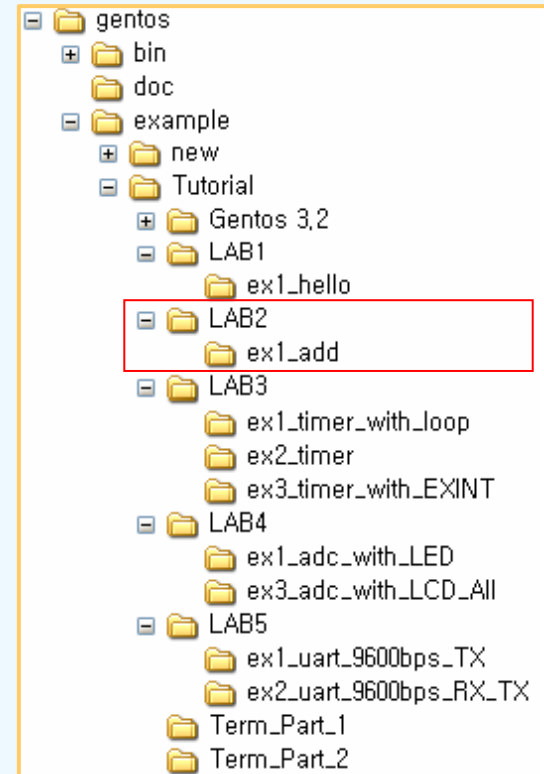 gentos
bin
doc
example
new
Tutorial
Gentos 3,2
LAB1
ex1_hello
LAB2
ex1_add
LAB3
ex1_timer_with_loop
ex2_timer
ex3_timer_with_EXINT
LAB4
ex1_adc_with_LED
ex3_adc_with_LCD_All
LAB5
ex1_uart_9600bps_TX
ex2_uart_9600bps_RX_TX
Term_Part_1
Term_Part_2